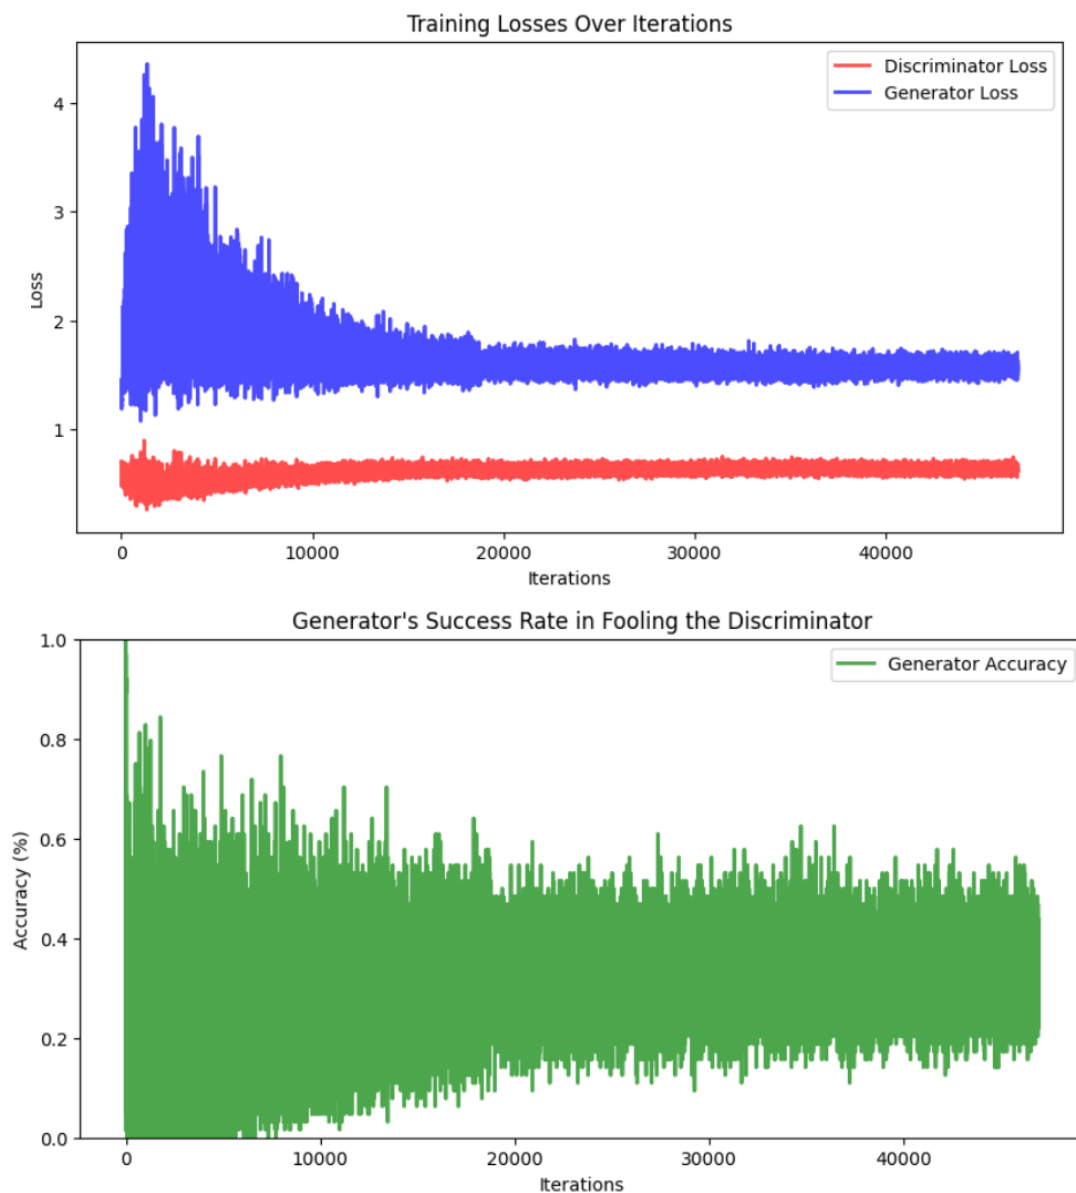 Training Losses Over Iterations
Discriminator Loss
Generator Loss
4
3
2
1
Loss
0 10000 20000 30000 40000
Iterations
Generator's Success Rate in Fooling the Discriminator
Generator Accuracy
1.0
0.8
0.6
0.4
0.2
0.0
Accuracy (%)
0 10000 20000 30000 40000
Iterations